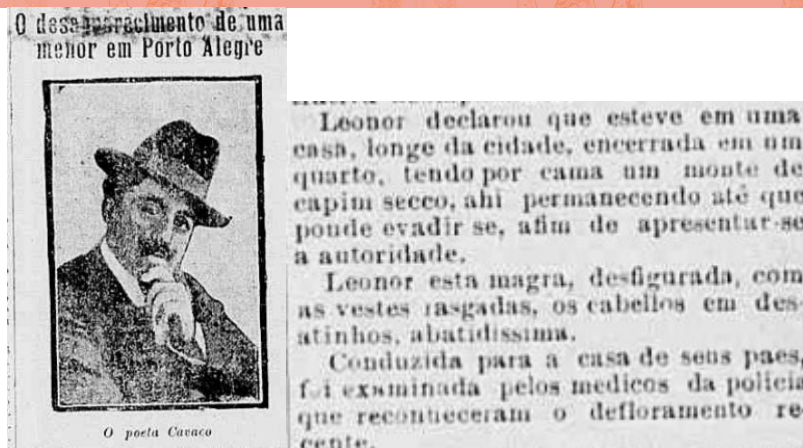 O desapparecimento de uma
menor em Porto Alegre
O poeta Cavaco
Leonor declarou que esteve em uma
casa, longe da cidade, encerrada em um
quarto, tendo por cama um monte de
capim secco, ahi permanecendo até que
poude evadir se, afim de apresentar-se
a autoridade.
Leonor esta magra, desfigurada, com
as vestes rasgadas, os cabellos em des
atinhos, abatidissima.
Conduzida para a casa de seus paes,
foi examinada pelos medicos da policia
que reconheceram o defloramento re
cente.